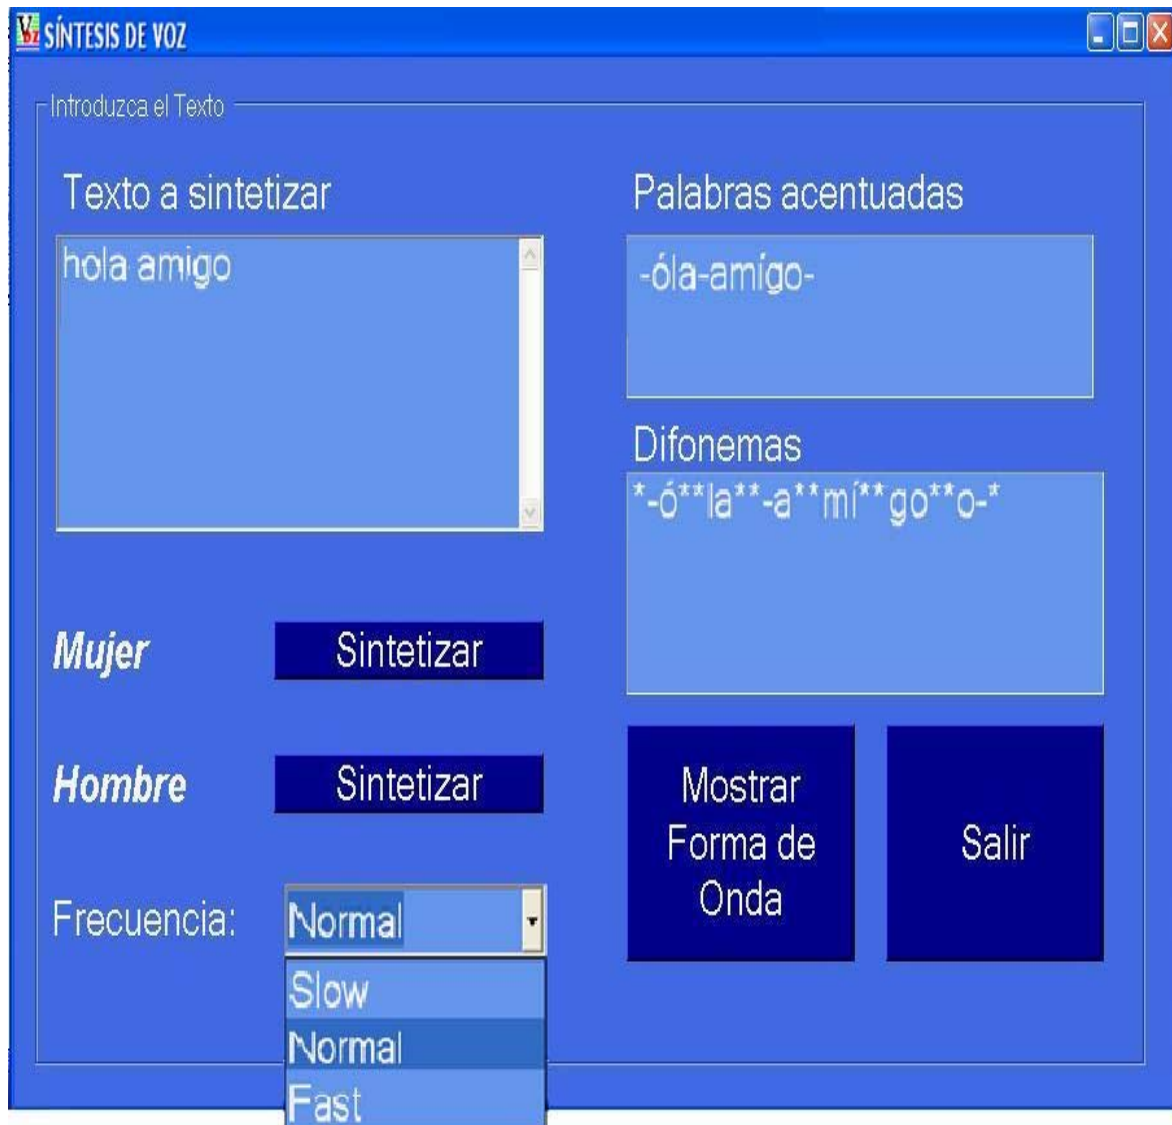 SÍNTESIS DE VOZ
Introduzca el Texto
Texto a sintetizar
hola amigo
Palabras acentuadas
-óla-amígo-
Difonemas
*-ó**la**-a**mí**go**o-*
Mujer
Sintetizar
Hombre
Sintetizar
Frecuencia:
Normal
Slow
Normal
Fast
Mostrar
Forma de
Onda
Salir